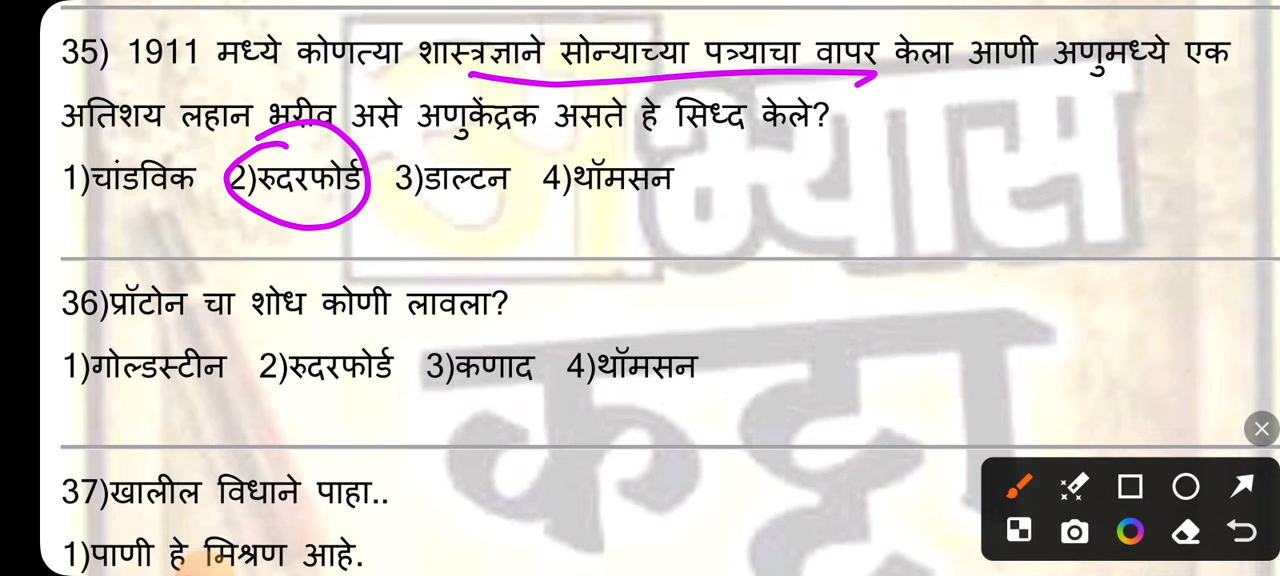 35) 1911 मध्ये कोणत्या शास्त्रज्ञाने सोन्याच्या पत्र्याचा वापर केला आणी अणुमध्ये एक
अतिशय लहान भरीव असे अणुकेंद्रक असते हे सिध्द केले?
1)चांडविक 2)रुदरफोर्ड 3)डाल्टन 4)थॉमसन
36)प्रॉटोन चा शोध कोणी लावला?
1)गोल्डस्टीन 2)रुदरफोर्ड 3)कणाद 4)थॉमसन
37)खालील विधाने पाहा..
1)पाणी हे मिश्रण आहे.
अभ्यास
कट्टा